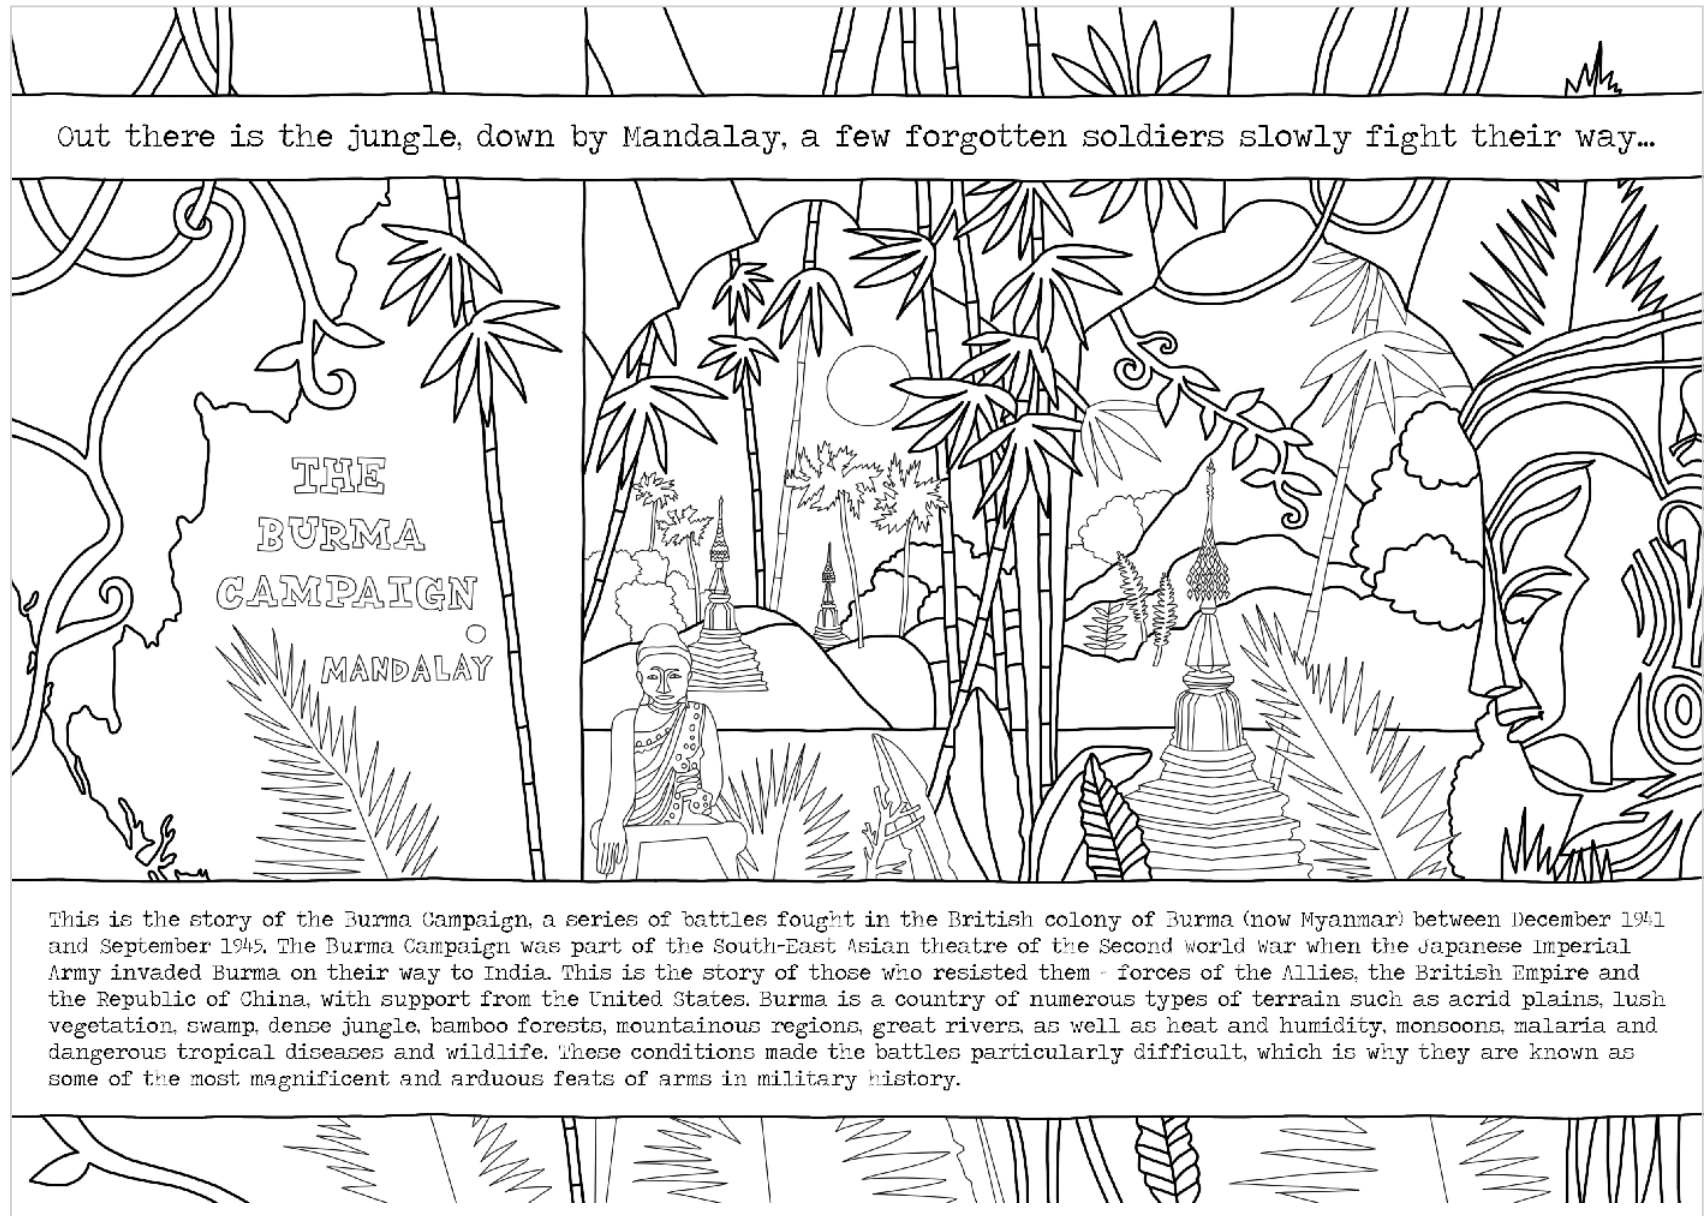 Out there is the jungle, down by Mandalay, a few forgotten soldiers slowly fight their way...
THE
BURMA
CAMPAIGN
MANDALAY
This is the story of the Burma Campaign, a series of battles fought in the British colony of Burma (now Myanmar) between December 1941
and September 1945. The Burma Campaign was part of the South-East Asian theatre of the Second World War when the Japanese Imperial
Army invaded Burma on their way to India. This is the story of those who resisted them - forces of the Allies, the British Empire and
the Republic of China, with support from the United States. Burma is a country of numerous types of terrain such as acrid plains, lush
vegetation, swamp, dense jungle, bamboo forests, mountainous regions, great rivers, as well as heat and humidity, monsoons, malaria and
dangerous tropical diseases and wildlife. These conditions made the battles particularly difficult, which is why they are known as
some of the most magnificent and arduous feats of arms in military history.